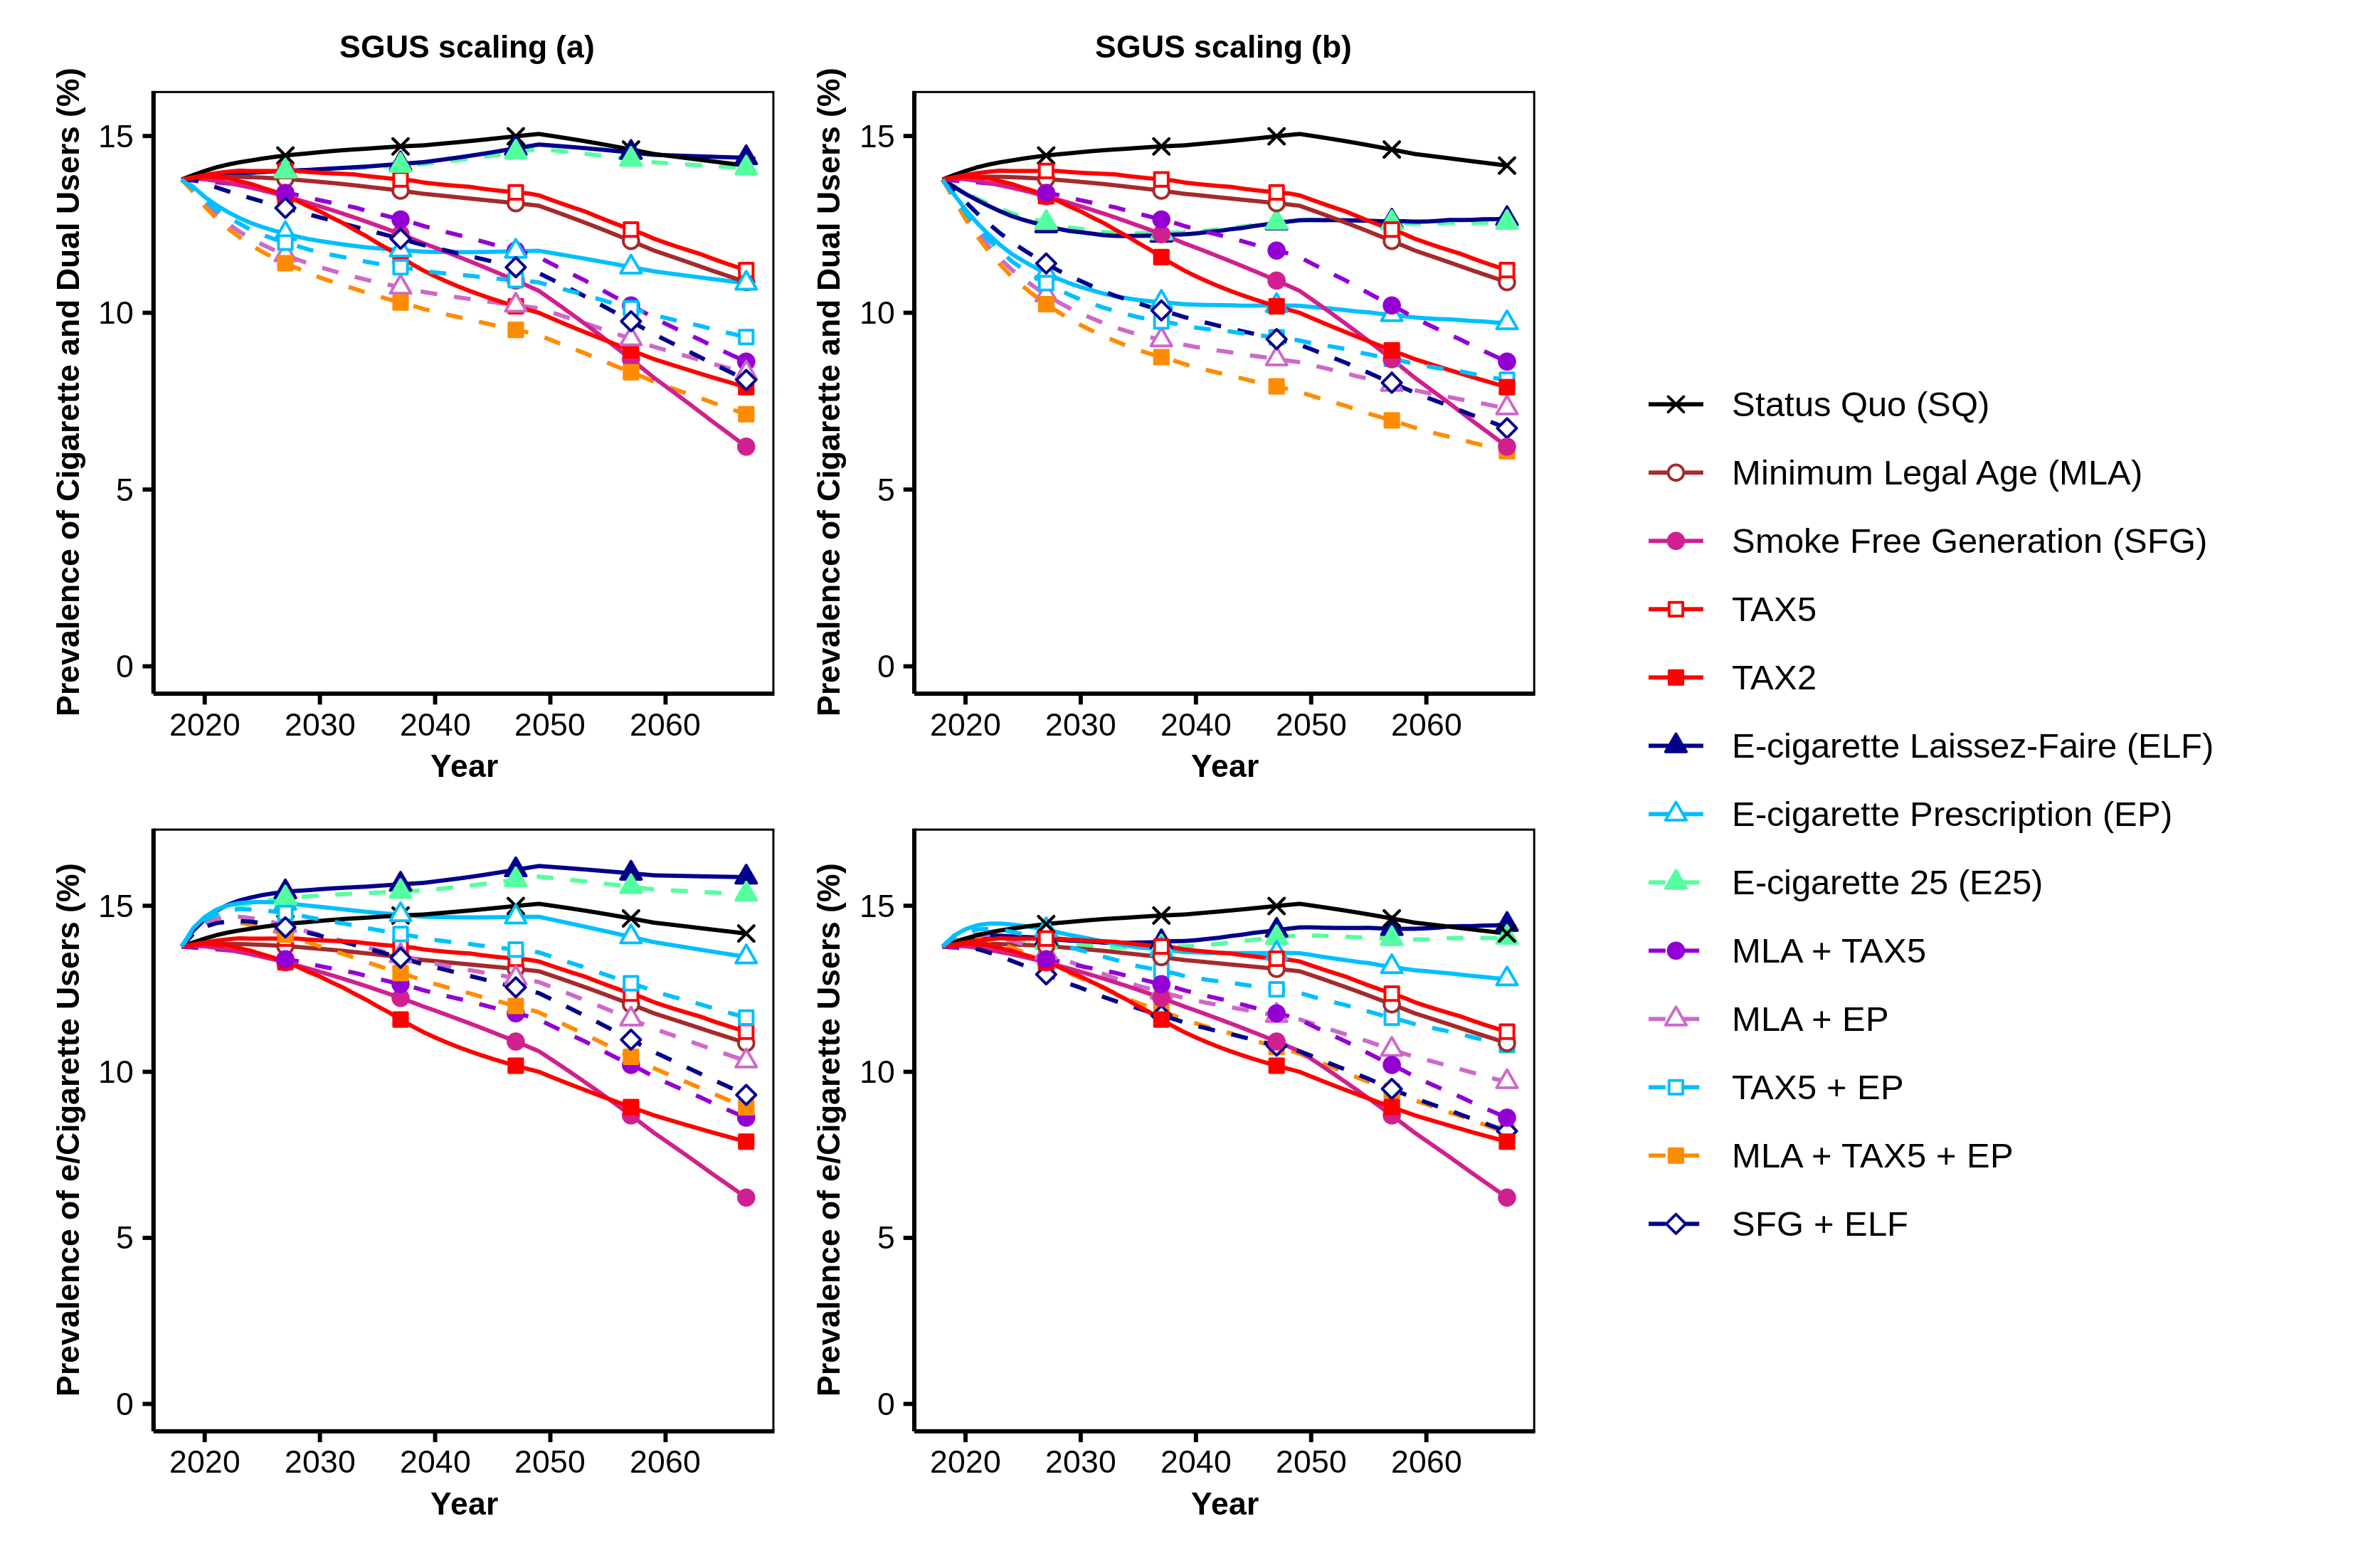 SGUS scaling (a)
SGUS scaling (b)
Prevalence of Cigarette and Dual Users (%)
15
10
5
0
2020 2030 2040 2050 2060
Year
Prevalence of Cigarette and Dual Users (%)
15
10
5
0
2020 2030 2040 2050 2060
Year
Prevalence of e/Cigarette Users (%)
15
10
5
0
2020 2030 2040 2050 2060
Year
Prevalence of e/Cigarette Users (%)
15
10
5
0
2020 2030 2040 2050 2060
Year
Status Quo (SQ)
Minimum Legal Age (MLA)
Smoke Free Generation (SFG)
TAX5
TAX2
E-cigarette Laissez-Faire (ELF)
E-cigarette Prescription (EP)
E-cigarette 25 (E25)
MLA + TAX5
MLA + EP
TAX5 + EP
MLA + TAX5 + EP
SFG + ELF